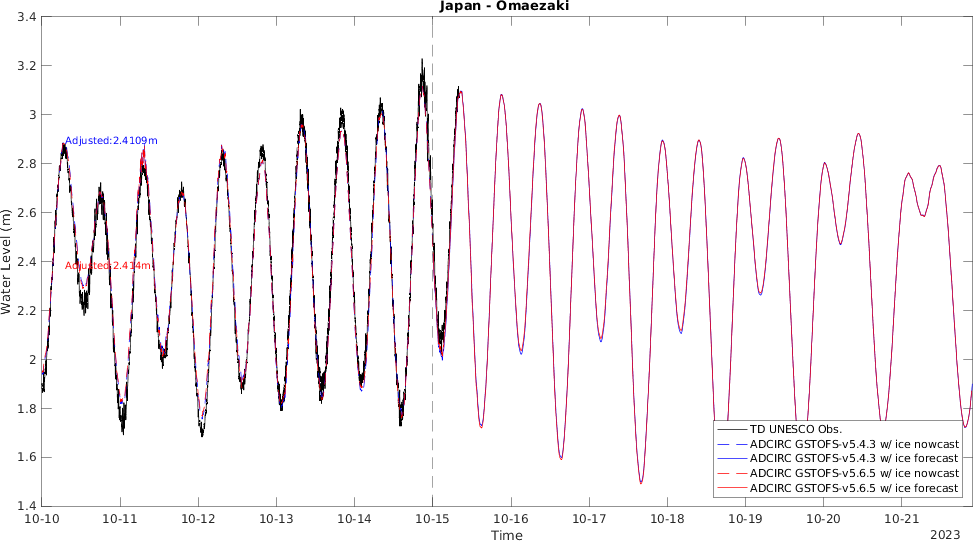 Japan - Omaezaki
3.4
3.2
3
2.8
2.6
2.4
2.2
2
1.8
1.6
1.4
Water Level (m)
Adjusted:2.4109m
Adjusted:2.414m
TD UNESCO Obs.
ADCIRC GSTOFS-v5.4.3 w/ ice nowcast
ADCIRC GSTOFS-v5.4.3 w/ ice forecast
ADCIRC GSTOFS-v5.6.5 w/ ice nowcast
ADCIRC GSTOFS-v5.6.5 w/ ice forecast
10-10 10-11 10-12 10-13 10-14 10-15 10-16 10-17 10-18 10-19 10-20 10-21
Time
2023